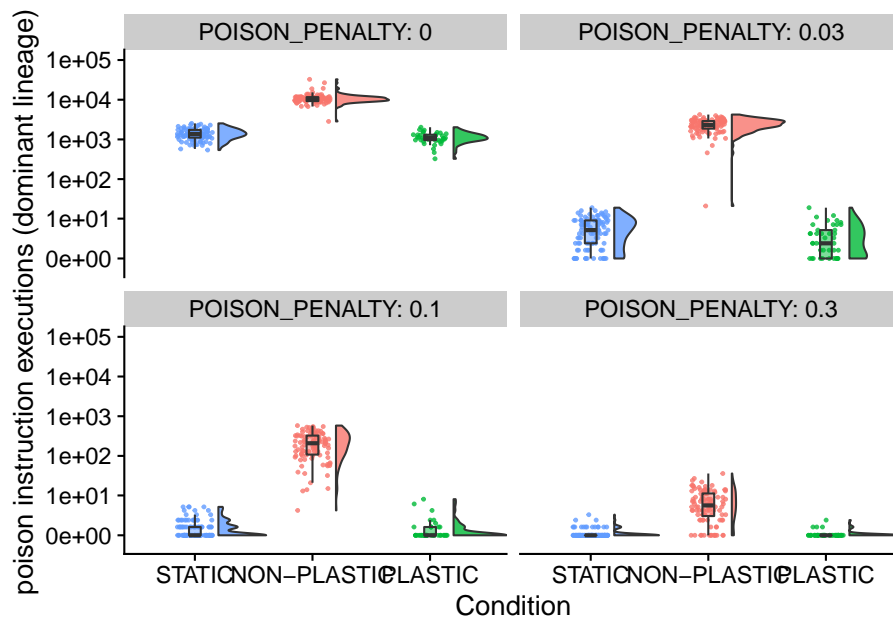 POISON_PENALTY: 0
POISON_PENALTY: 0.03
poison instruction executions (dominant lineage)
1e+05
1e+04
1e+03
1e+02
1e+01
0e+00
POISON_PENALTY: 0.1
POISON_PENALTY: 0.3
1e+05
1e+04
1e+03
1e+02
1e+01
0e+00
STATIC NON−PLASTIC PLASTIC
STATIC NON−PLASTIC PLASTIC
Condition